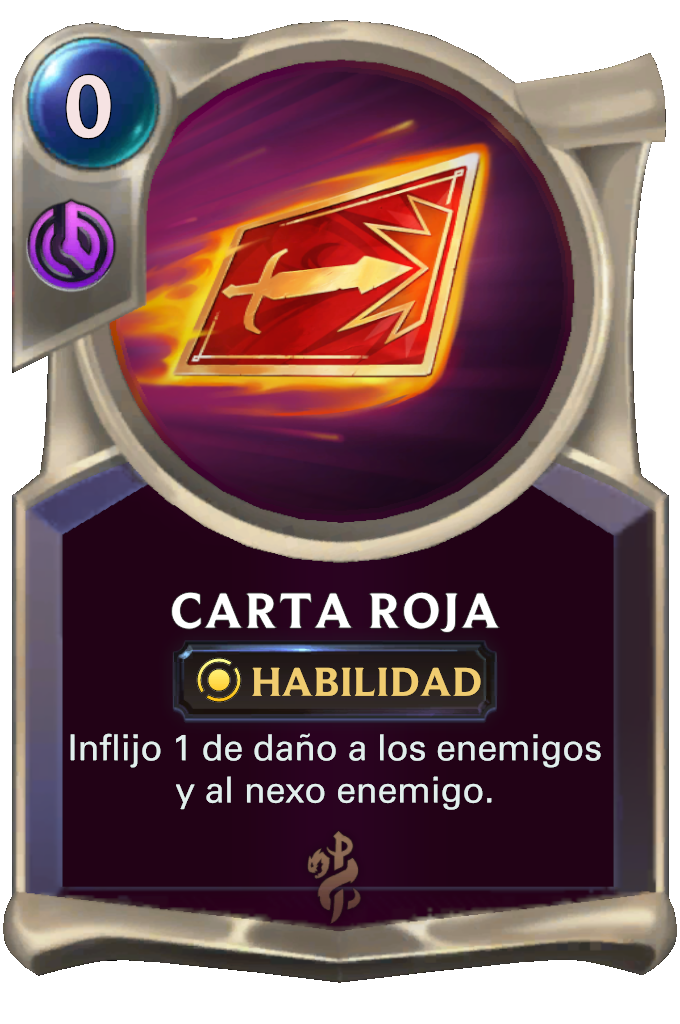 0
CARTA ROJA
HABILIDAD
Inflijo 1 de daño a los enemigos
y al nexo enemigo.